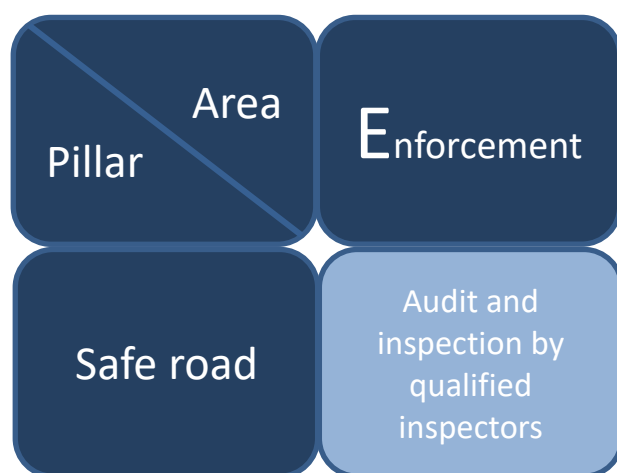 Area
Pillar
Enforcement
Safe road
Audit and
inspection by
qualified
inspectors